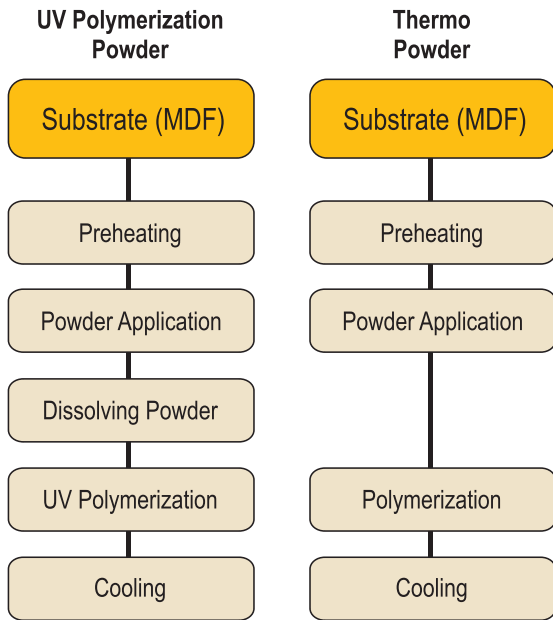 UV Polymerization
Powder
Substrate (MDF)
Preheating
Powder Application
Dissolving Powder
UV Polymerization
Cooling
Thermo
Powder
Substrate (MDF)
Preheating
Powder Application
Polymerization
Cooling